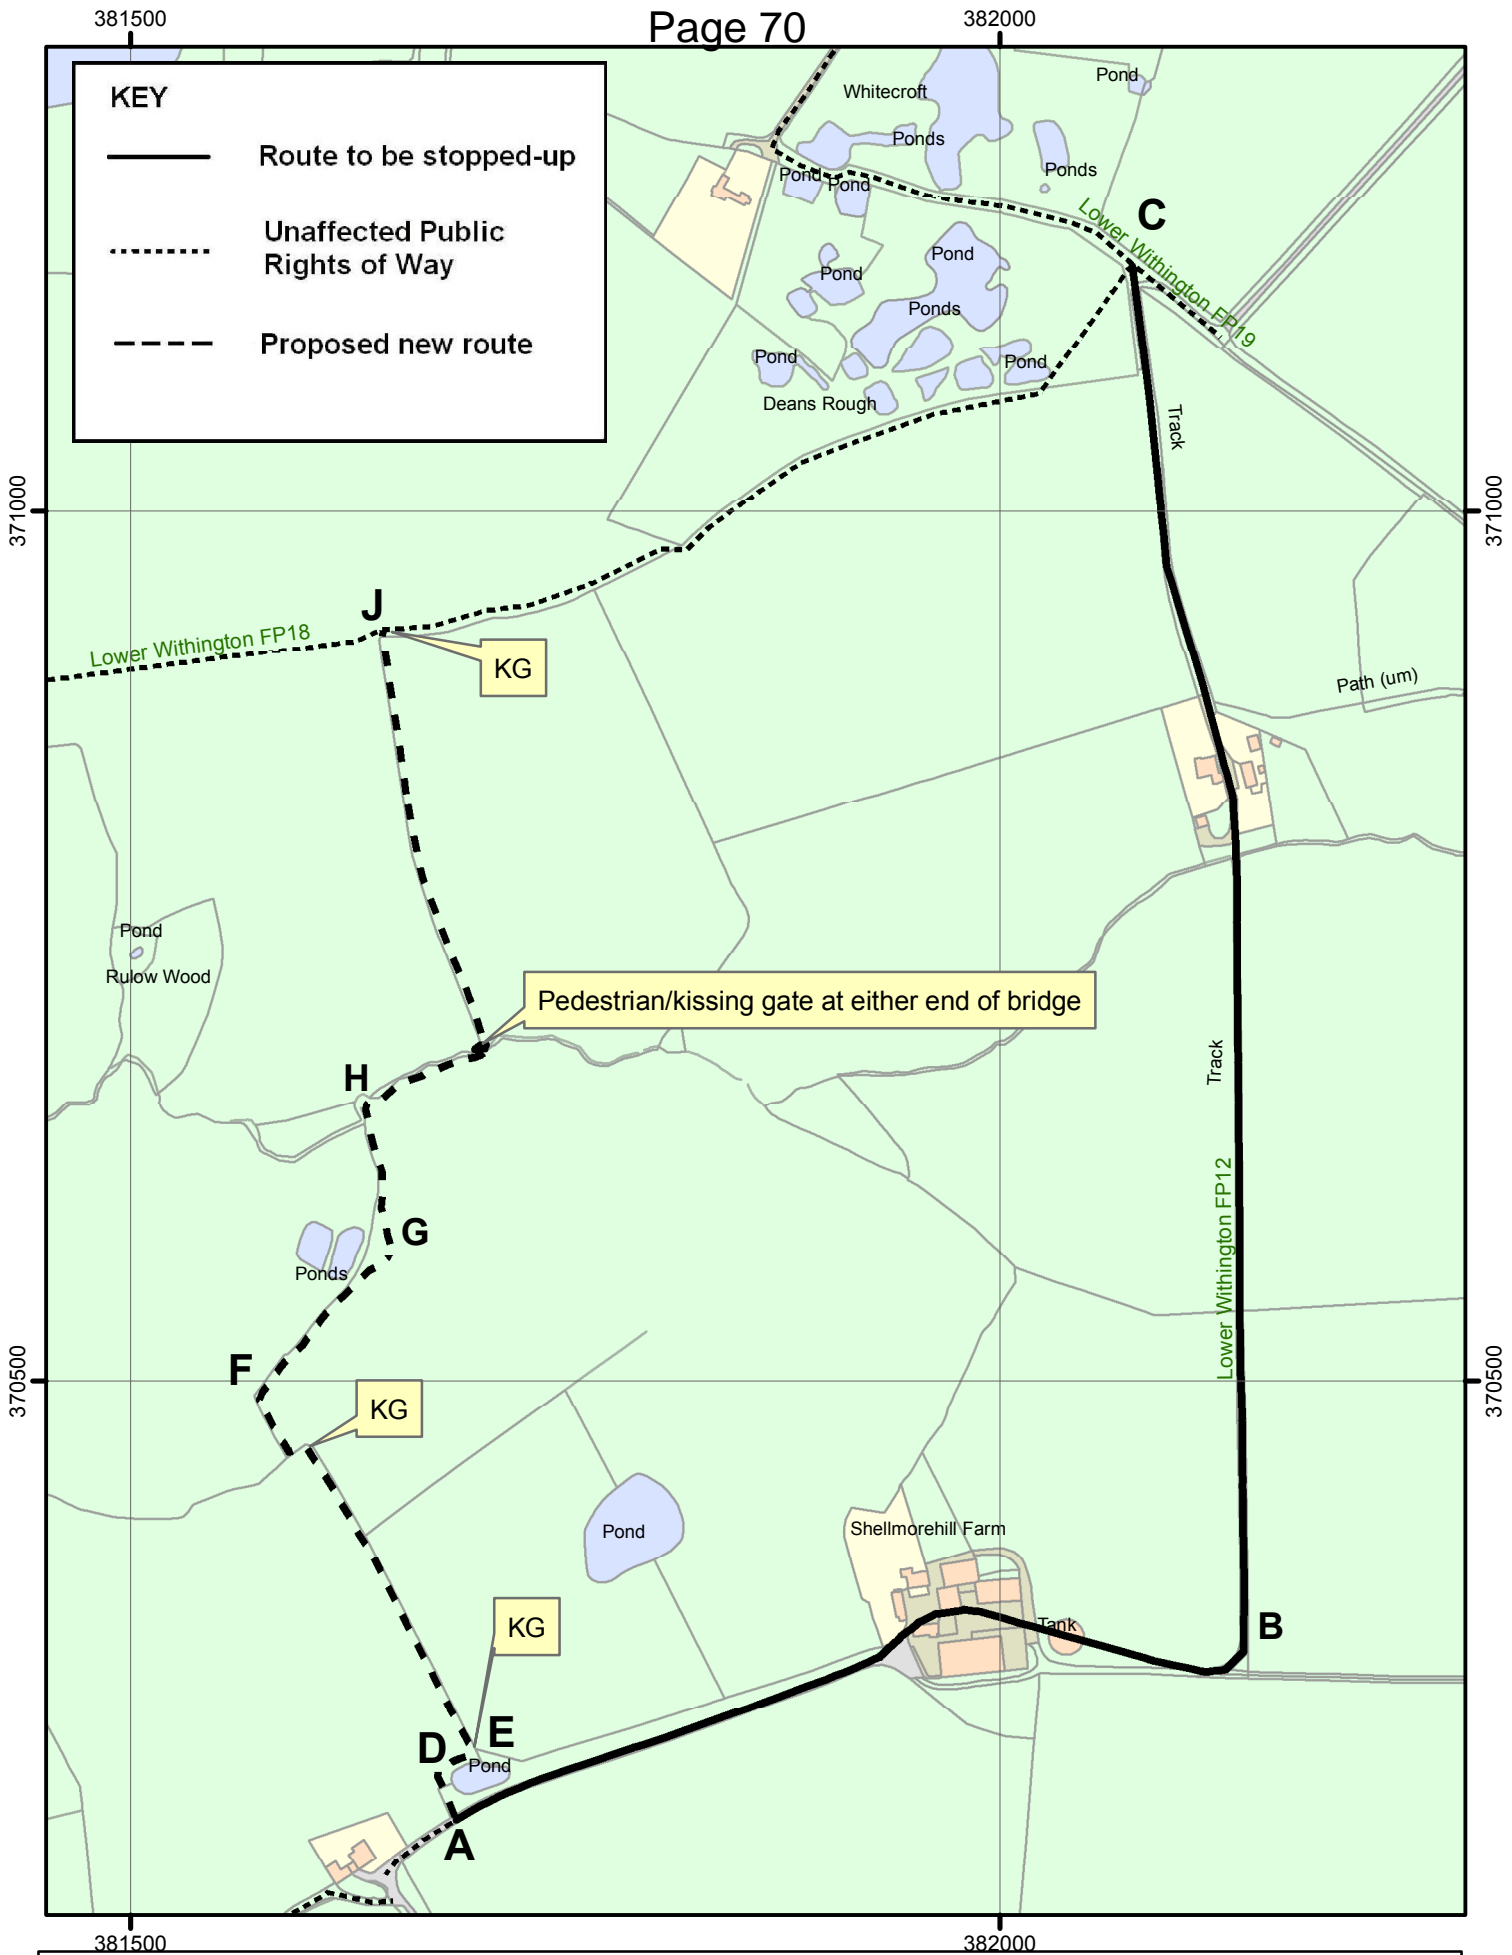 Page 70
381500
382000
KEY
Route to be stopped-up
Unaffected Public
Rights of Way
Proposed new route
Whitecroft
Pond
Ponds
Ponds
Pond
Pond
C
Lower Withington FP19
Pond
Pond
Ponds
Pond
Pond
Deans Rough
Track
371000
371000
J
Lower Withington FP18
KG
Path (um)
Pond
Rulow Wood
Pedestrian/kissing gate at either end of bridge
H
Track
G
Ponds
Lower Withington FP12
F
370500
370500
KG
Pond
Shellmorehill Farm
KG
Tank
B
D
E
Pond
A
381500
382000